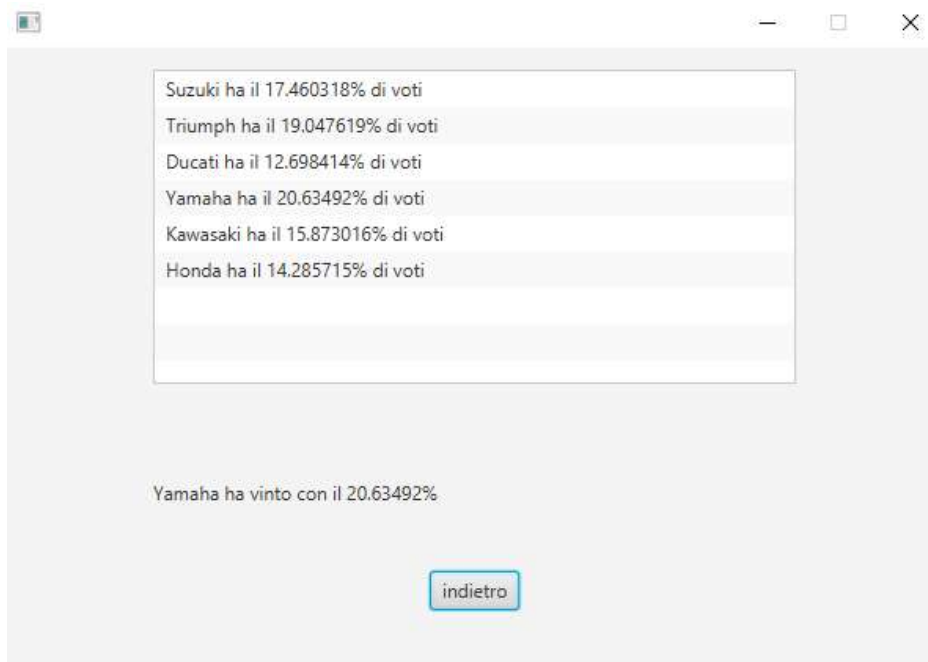 Suzuki ha il 17.460318% di voti
Triumph ha il 19.047619% di voti
Ducati ha il 12.698414% di voti
Yamaha ha il 20.63492% di voti
Kawasaki ha il 15.873016% di voti
Honda ha il 14.285715% di voti
Yamaha ha vinto con il 20.63492%
indietro